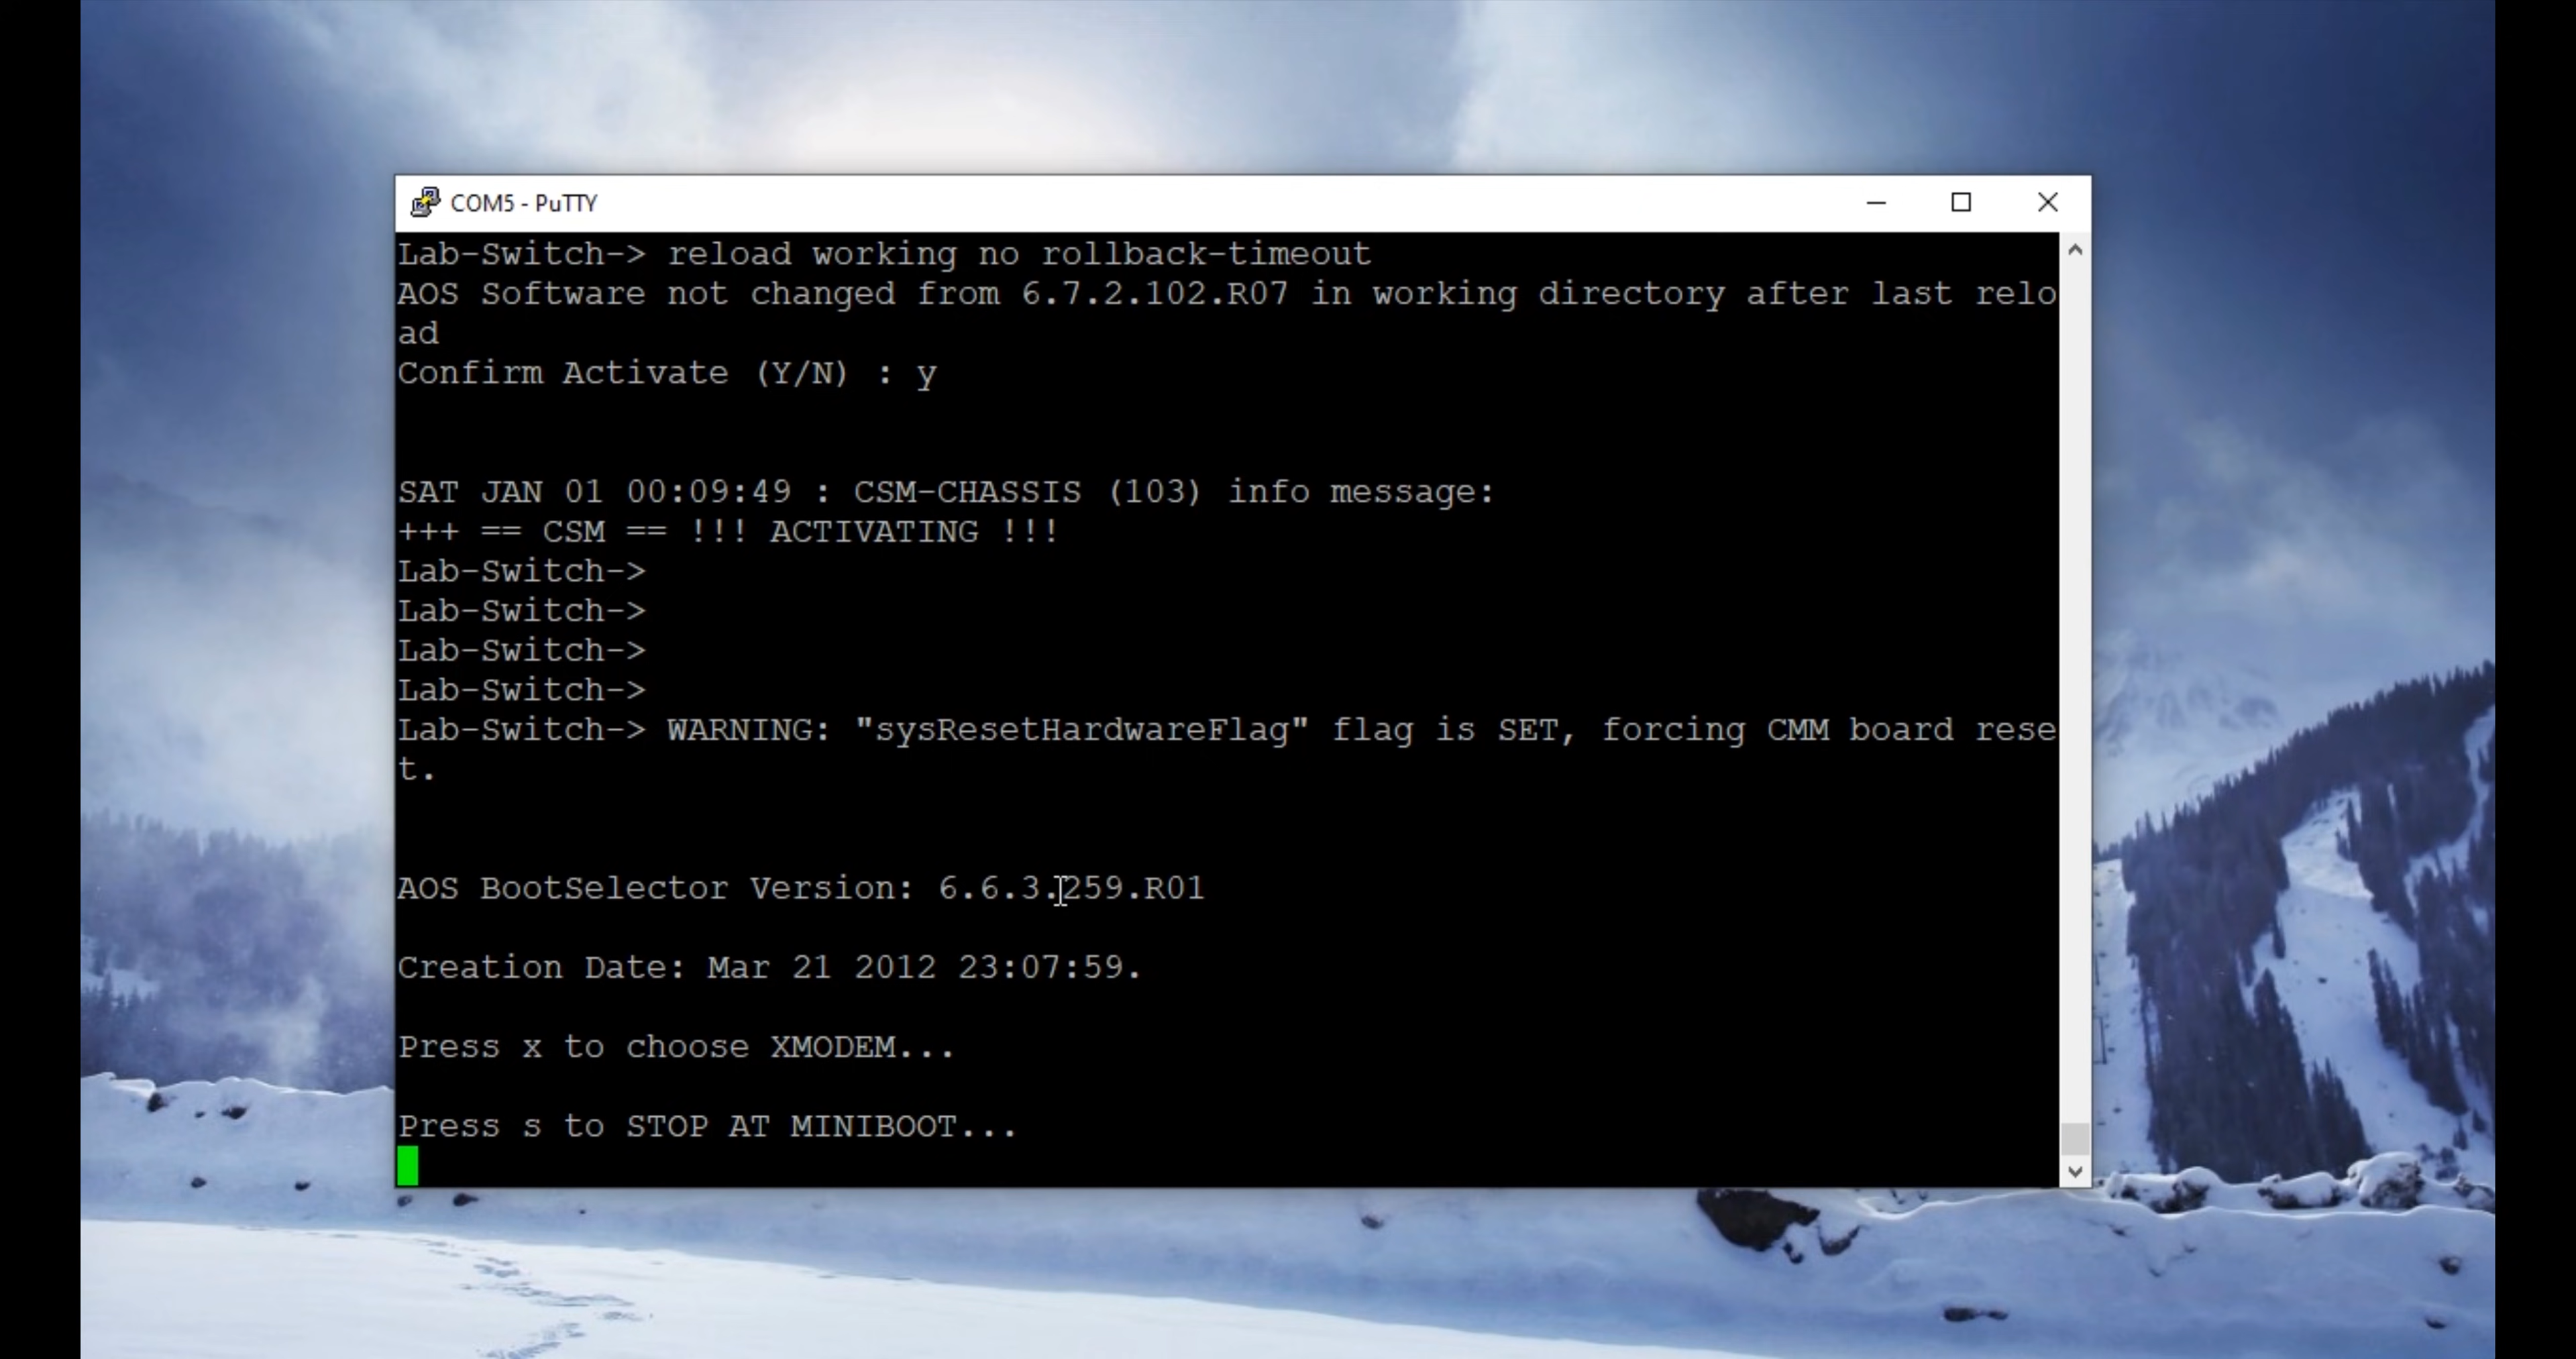 COM5 - PuTTY
Lab-Switch-> reload working no rollback-timeout
AOS Software not changed from 6.7.2.102.R07 in working directory after last relo
ad
Confirm Activate (Y/N) : y
SAT JAN 01 00:09:49 : CSM-CHASSIS (103) info message:
+++ == CSM == !!! ACTIVATING !!!
Lab-Switch->
Lab-Switch->
Lab-Switch->
Lab-Switch->
Lab-Switch-> WARNING: "sysResetHardwareFlag" flag is SET, forcing CMM board rese
t.
AOS BootSelector Version: 6.6.3.259.R01
Creation Date: Mar 21 2012 23:07:59.
Press x to choose XMODEM...
Press s to STOP AT MINIBOOT...